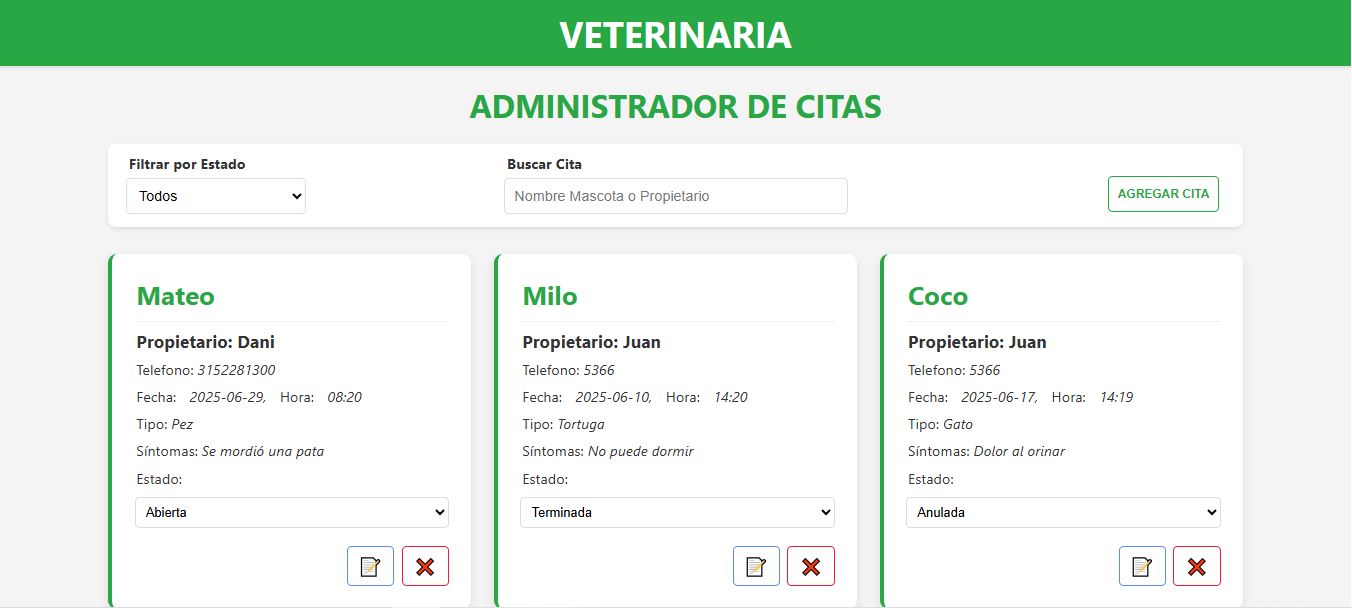 VETERINARIA
ADMINISTRADOR DE CITAS
Filtrar por Estado
Todos
Buscar Cita
Nombre Mascota o Propietario
AGREGAR CITA
Mateo
Propietario: Dani
Telefono: 3152281300
Fecha: 2025-06-29, Hora: 08:20
Tipo: Pez
Síntomas: Se mordió una pata
Estado:
Abierta
Milo
Propietario: Juan
Telefono: 5366
Fecha: 2025-06-10, Hora: 14:20
Tipo: Tortuga
Síntomas: No puede dormir
Estado:
Terminada
Coco
Propietario: Juan
Telefono: 5366
Fecha: 2025-06-17, Hora: 14:19
Tipo: Gato
Síntomas: Dolor al orinar
Estado:
Anulada